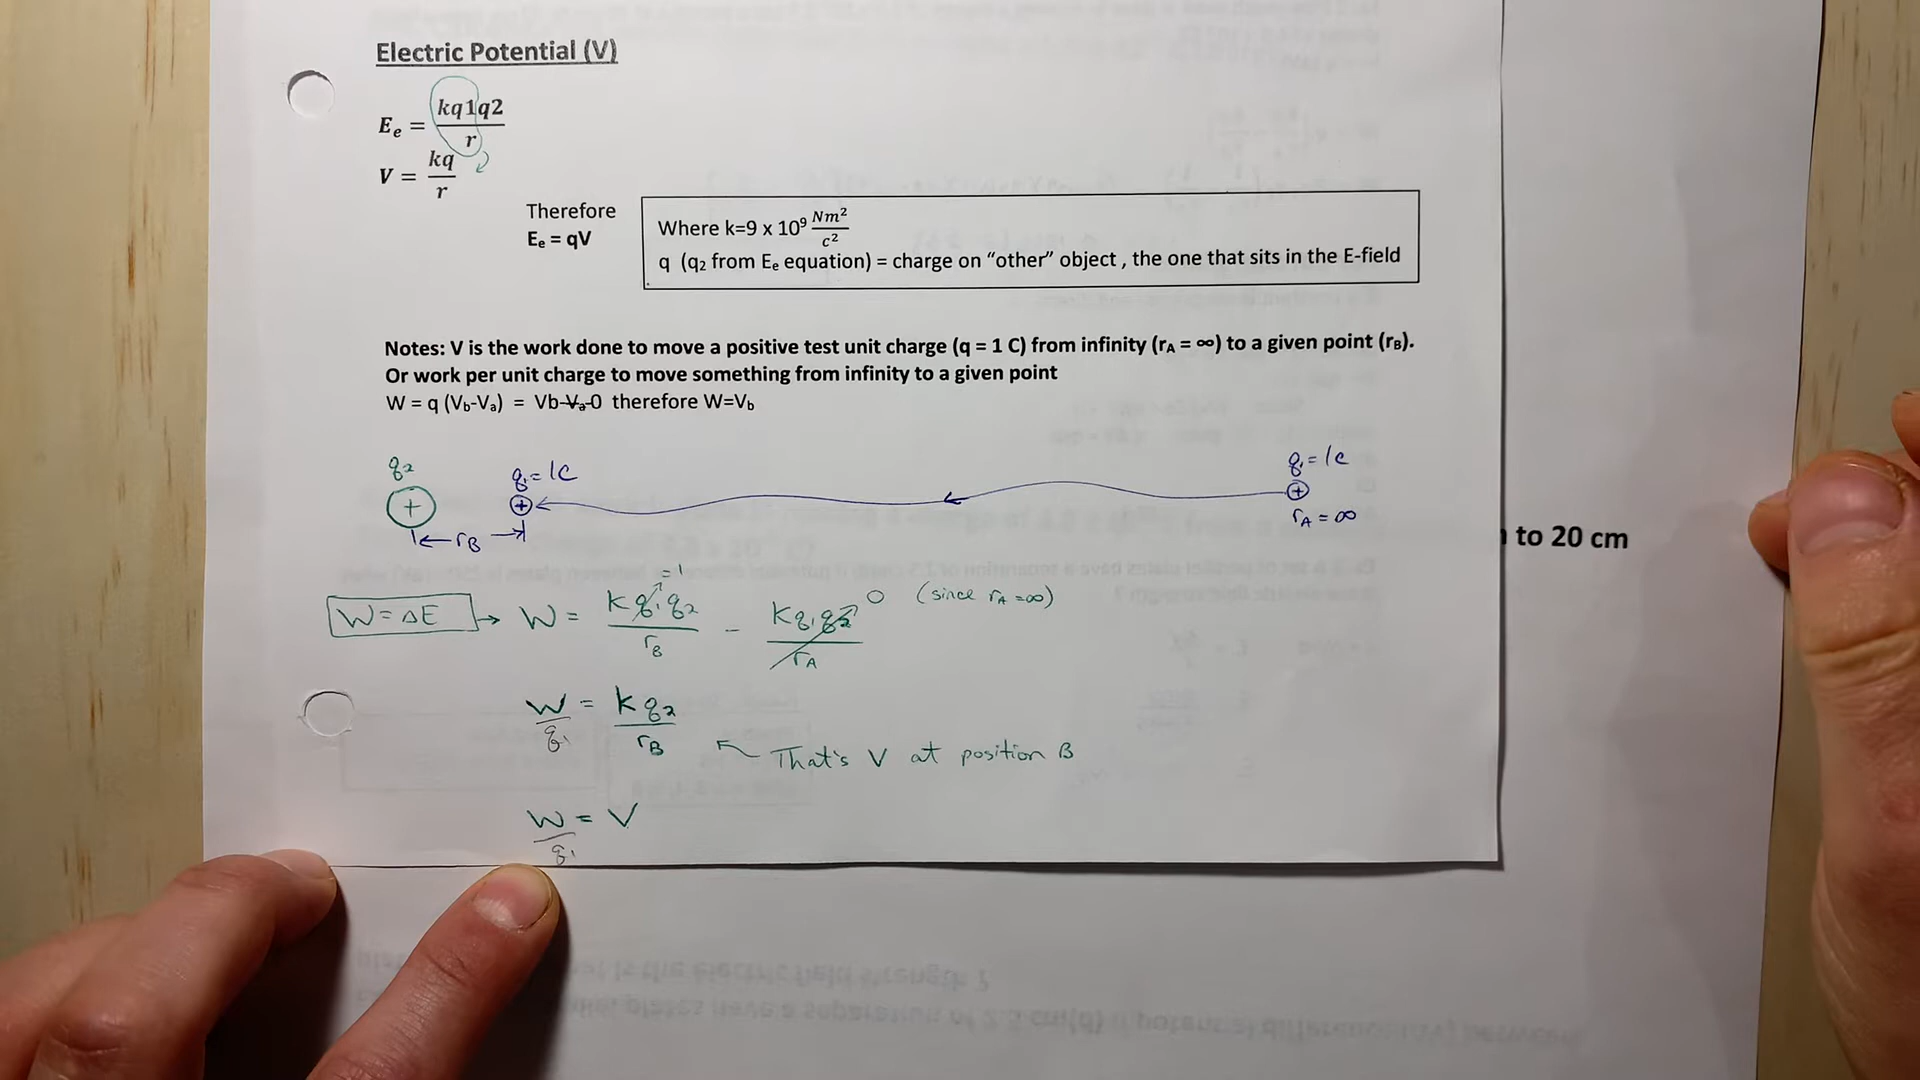 Electric Potential (V)
Ee = kq1q2 / r
V = kq / r
Therefore
Ee = qV
Where k=9 x 10⁹ Nm² / c²
q (q₂ from Ee equation) = charge on “other” object , the one that sits in the E-field
Notes: V is the work done to move a positive test unit charge (q = 1 C) from infinity (rA = ∞) to a given point (rB).
Or work per unit charge to move something from infinity to a given point
W = q (Vb-Va) = Vb-Va-0 therefore W=Vb
q₂
q₁ = 1C
q₁ = 1C
+
+
+
rA = ∞
rB
to 20 cm
W = ΔE → W = kq₁q₂ / rB - kq₁q₂ / rA
=1
0 (since rA = ∞)
W / q₁ = kq₂ / rB
That's V at position B
W / q₁ = V